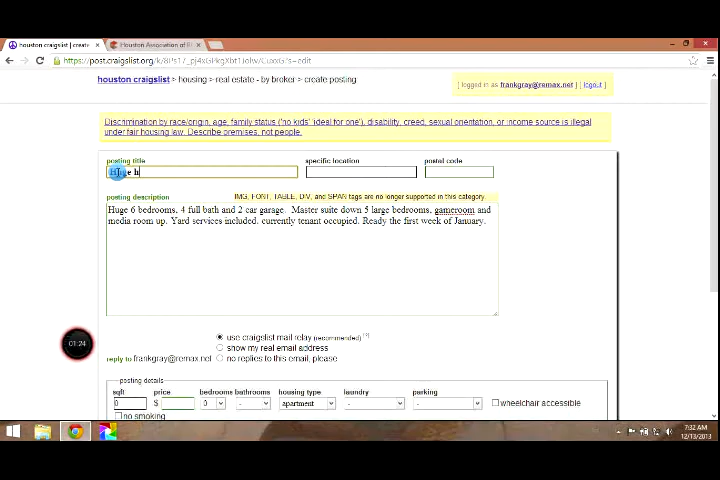 houston craigslist | create
Houston Association of RE
https://post.craigslist.org/k/
houston craigslist > housing > real estate - by broker > create posting
[ logged in as frankgray@remax.net ] [ logout ]
Discrimination by race/origin, age, family status ('no kids' 'ideal for one'), disability, creed, sexual orientation, or income source is illegal
under fair housing law. Describe premises, not people.
posting title
specific location
postal code
Huge h
posting description
IMG, FONT, TABLE, DIV, and SPAN tags are no longer supported in this category.
Huge 6 bedrooms, 4 full bath and 2 car garage. Master suite down 5 large bedrooms, gameroom and
media room up. Yard services included. currently tenant occupied. Ready the first week of January.
01:24
use craigslist mail relay (recommended) [?]
show my real email address
reply to frankgray@remax.net
no replies to this email, please
posting details
sqft
price
bedrooms
bathrooms
housing type
laundry
parking
0
$
0
-
apartment
-
-
wheelchair accessible
no smoking
7:32 AM
12/13/2013